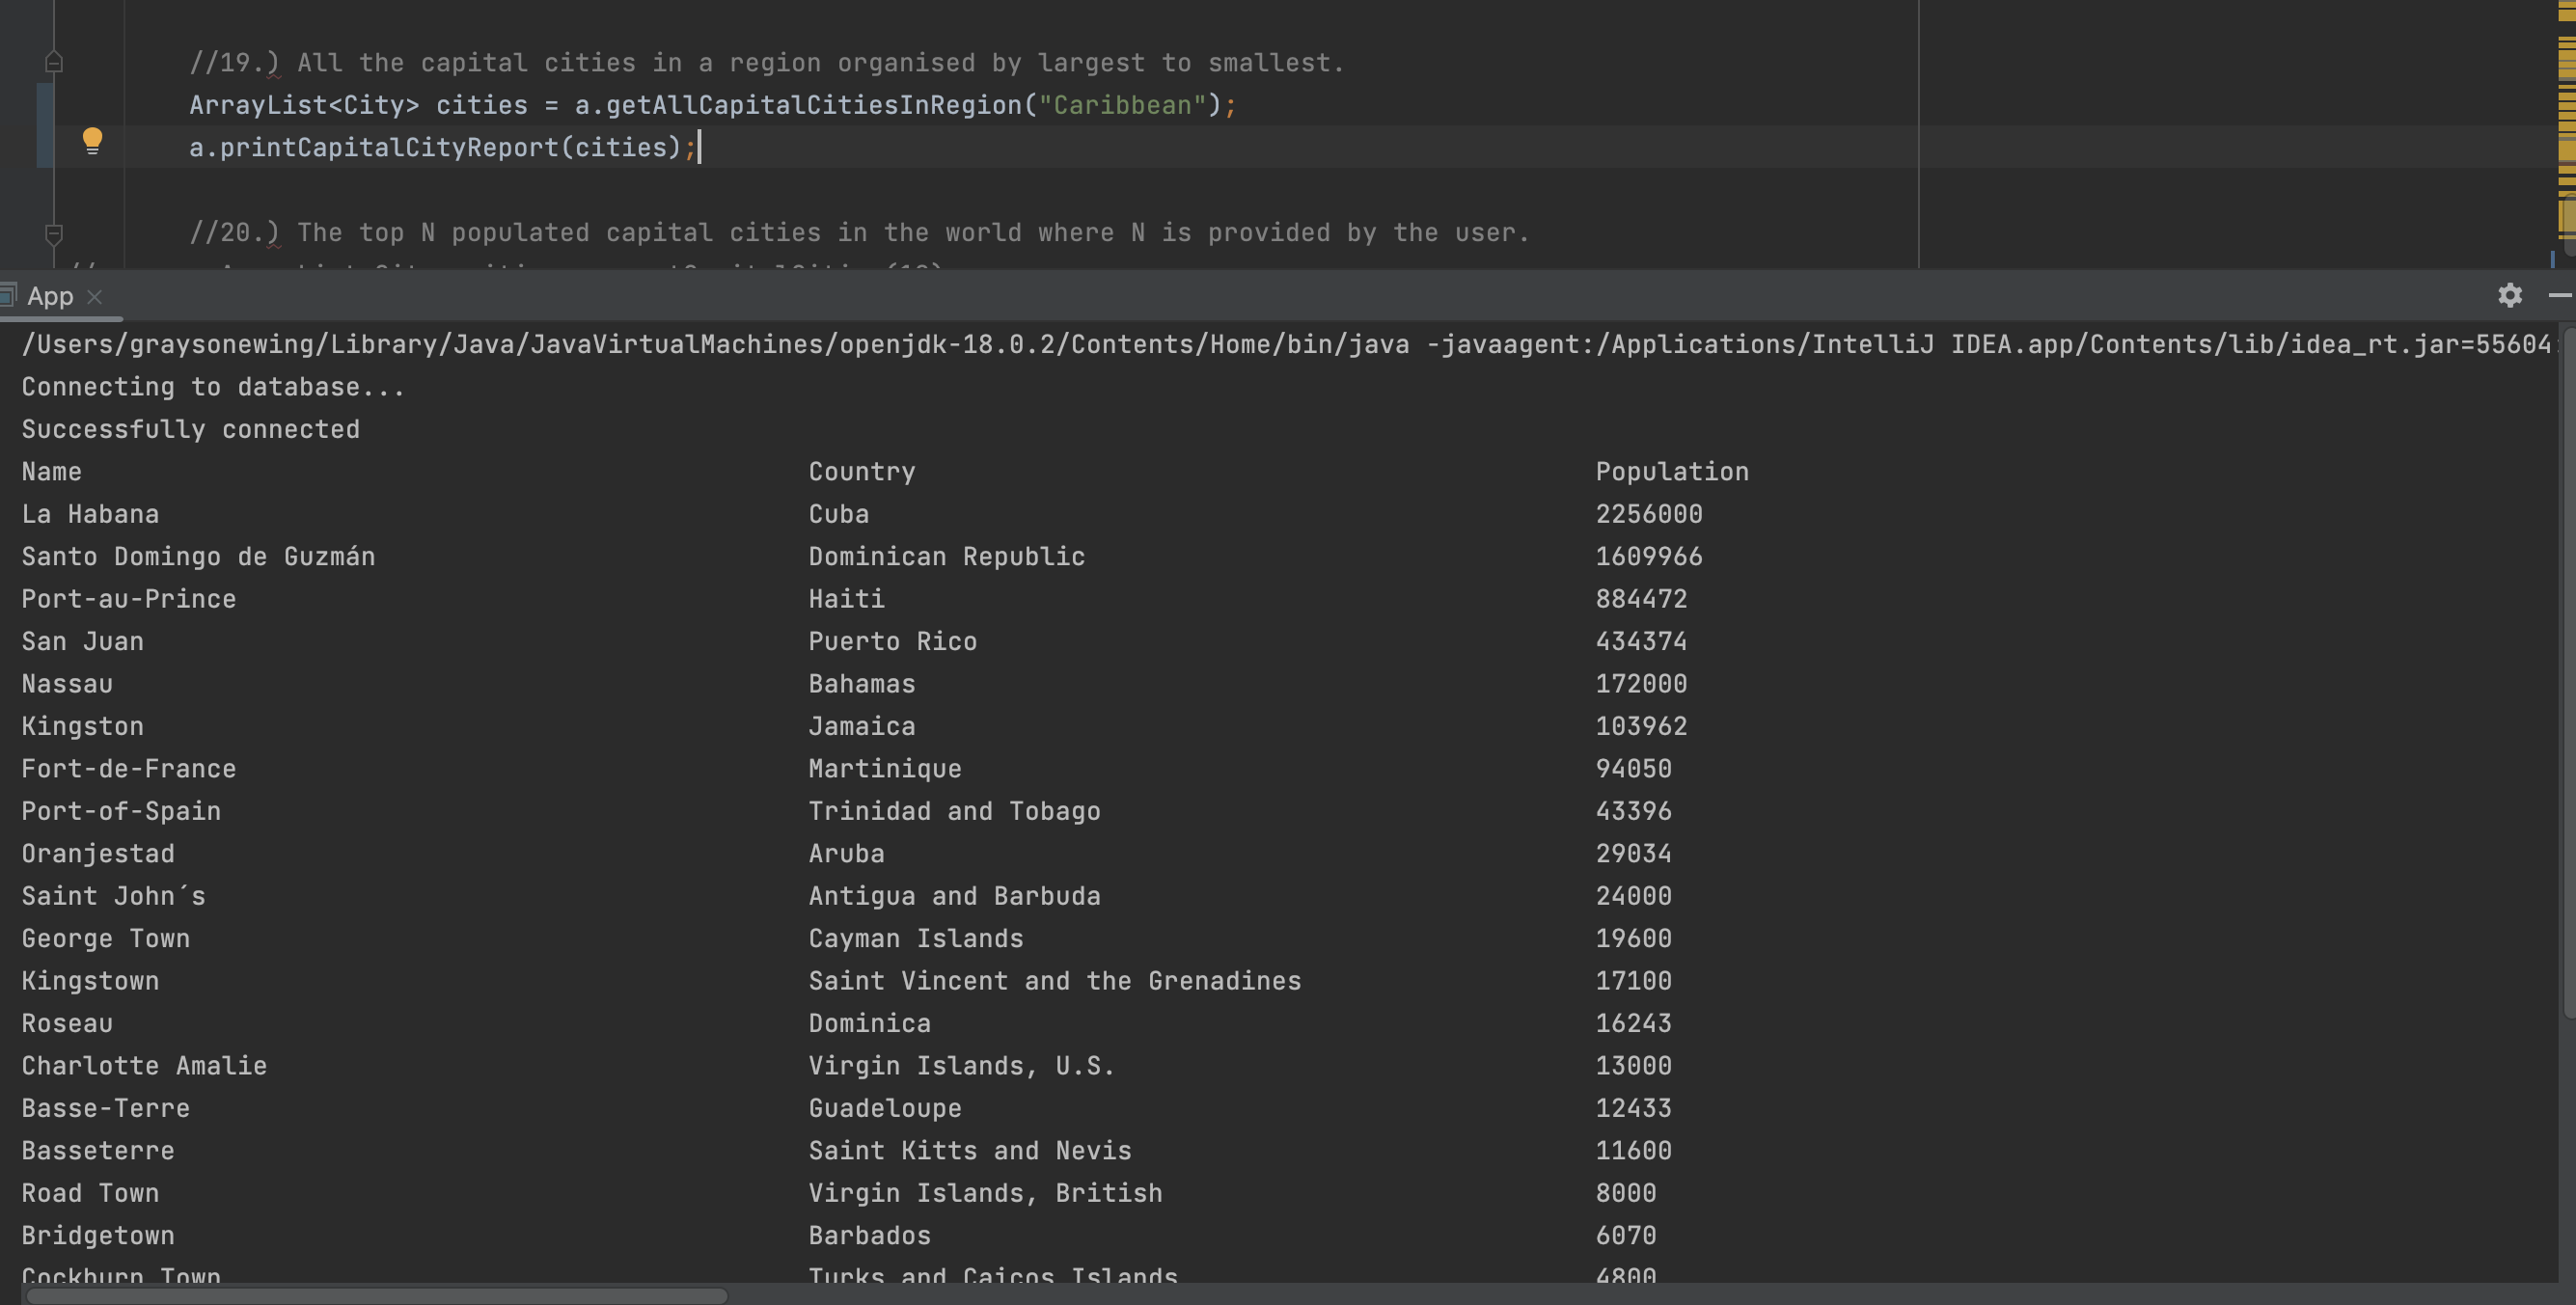 //19.) All the capital cities in a region organised by largest to smallest.
ArrayList<City> cities = a.getAllCapitalCitiesInRegion("Caribbean");
a.printCapitalCityReport(cities);
//20.) The top N populated capital cities in the world where N is provided by the user.
//
App
/Users/graysonewing/Library/Java/JavaVirtualMachines/openjdk-18.0.2/Contents/Home/bin/java -javaagent:/Applications/IntelliJ IDEA.app/Contents/lib/idea_rt.jar=55604:
Connecting to database...
Successfully connected
Name Country Population
La Habana Cuba 2256000
Santo Domingo de Guzmán Dominican Republic 1609966
Port-au-Prince Haiti 884472
San Juan Puerto Rico 434374
Nassau Bahamas 172000
Kingston Jamaica 103962
Fort-de-France Martinique 94050
Port-of-Spain Trinidad and Tobago 43396
Oranjestad Aruba 29034
Saint John´s Antigua and Barbuda 24000
George Town Cayman Islands 19600
Kingstown Saint Vincent and the Grenadines 17100
Roseau Dominica 16243
Charlotte Amalie Virgin Islands, U.S. 13000
Basse-Terre Guadeloupe 12433
Basseterre Saint Kitts and Nevis 11600
Road Town Virgin Islands, British 8000
Bridgetown Barbados 6070
Cockburn Town Turks and Caicos Islands 4800